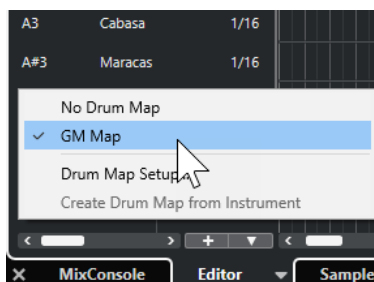 A3 Cabasa 1/16
A#3 Maracas 1/16
No Drum Map
✓ GM Map
Drum Map Setup
Create Drum Map from Instrument
+ ▼
× MixConsole Editor ▼ Sample